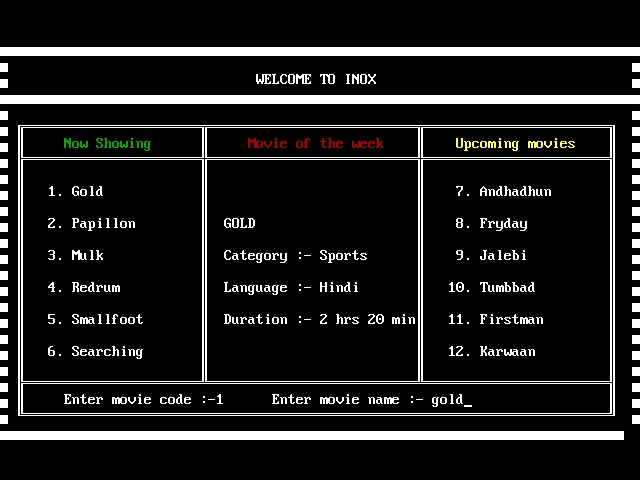 WELCOME TO INOX
Now Showing
Movie of the week
Upcoming movies
1. Gold
2. Papillon
3. Mulk
4. Redrum
5. Smallfoot
6. Searching
GOLD
Category :- Sports
Language :- Hindi
Duration :- 2 hrs 20 min
7. Andhadhun
8. Fryday
9. Jalebi
10. Tumbbad
11. Firstman
12. Karwaan
Enter movie code :-1
Enter movie name :- gold_